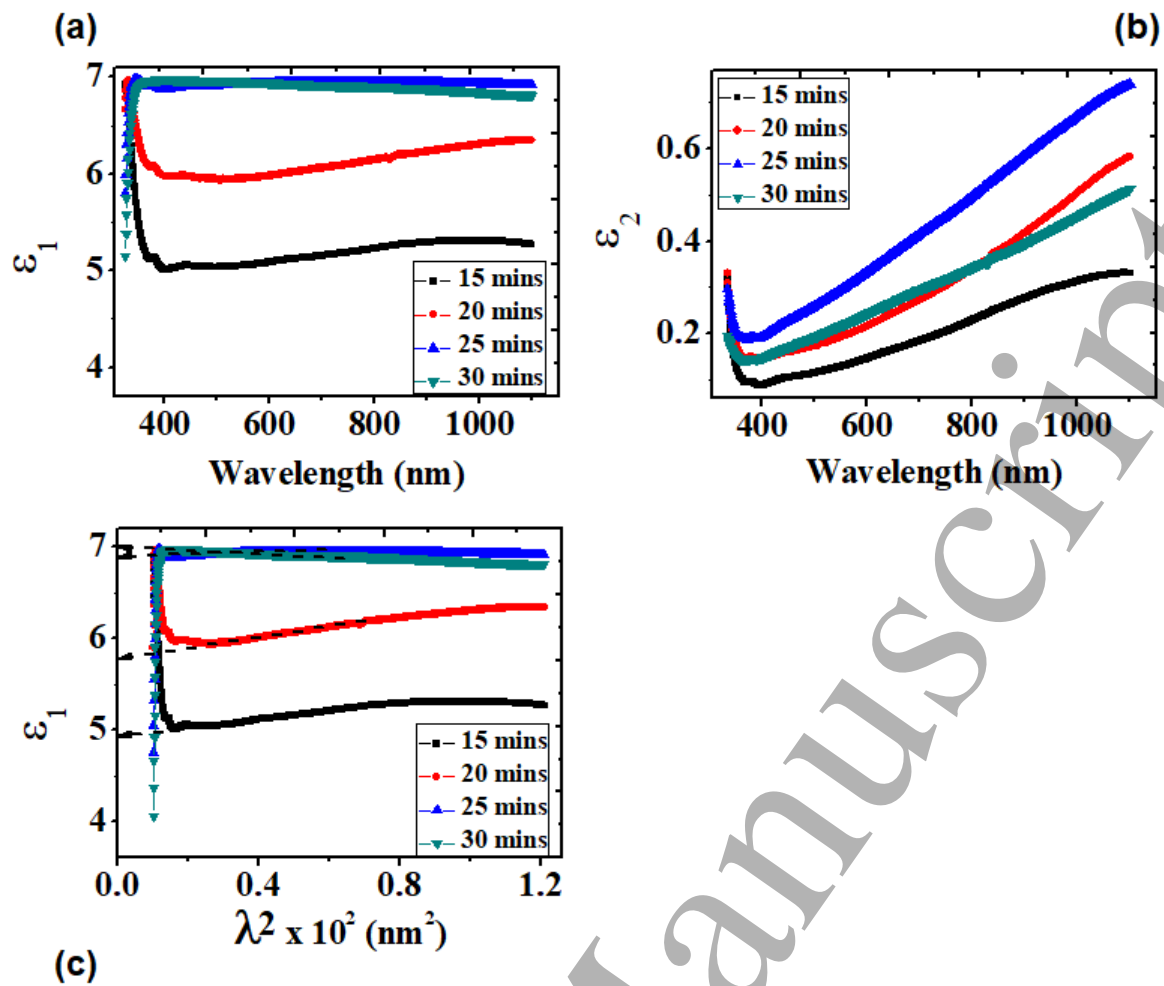 (a)
(b)
ε1
7
6
5
4
15 mins
20 mins
25 mins
30 mins
400 600 800 1000
Wavelength (nm)
ε2
0.6
0.4
0.2
15 mins
20 mins
25 mins
30 mins
400 600 800 1000
Wavelength (nm)
ε1
7
6
5
4
15 mins
20 mins
25 mins
30 mins
0.0 0.4 0.8 1.2
λ² x 10² (nm²)
(c)